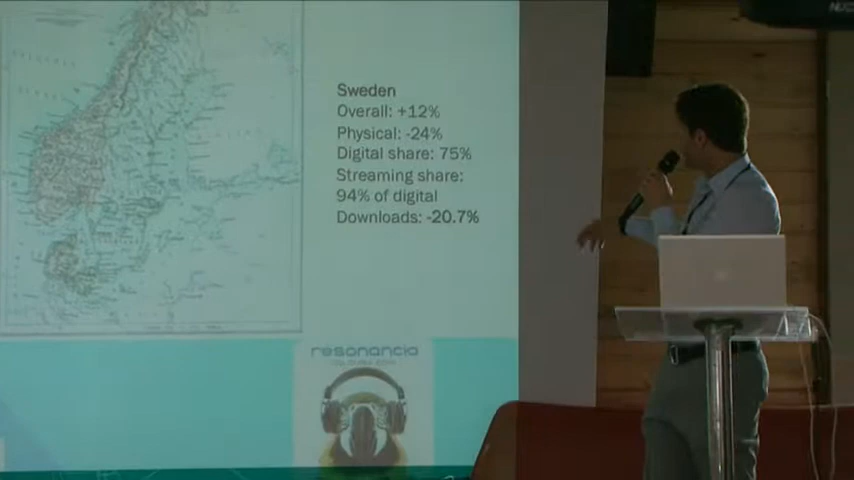 Sweden
Overall: +12%
Physical: -24%
Digital share: 75%
Streaming share:
94% of digital
Downloads: -20.7%
resonancia